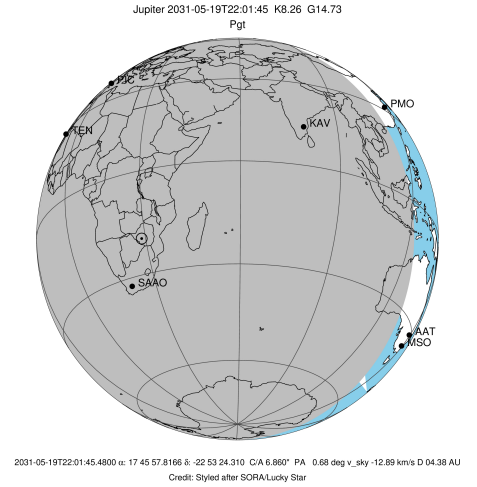 Jupiter 2031-05-19T22:01:45 K8.26 G14.73
Pgt
PIC
PMO
KAV
TEN
SAAO
AAT
MSO
2031-05-19T22:01:45.4800 α: 17 45 57.8166 δ: -22 53 24.310 C/A 6.860" PA 0.68 deg v_sky -12.89 km/s D 04.38 AU
Credit: Styled after SORA/Lucky Star